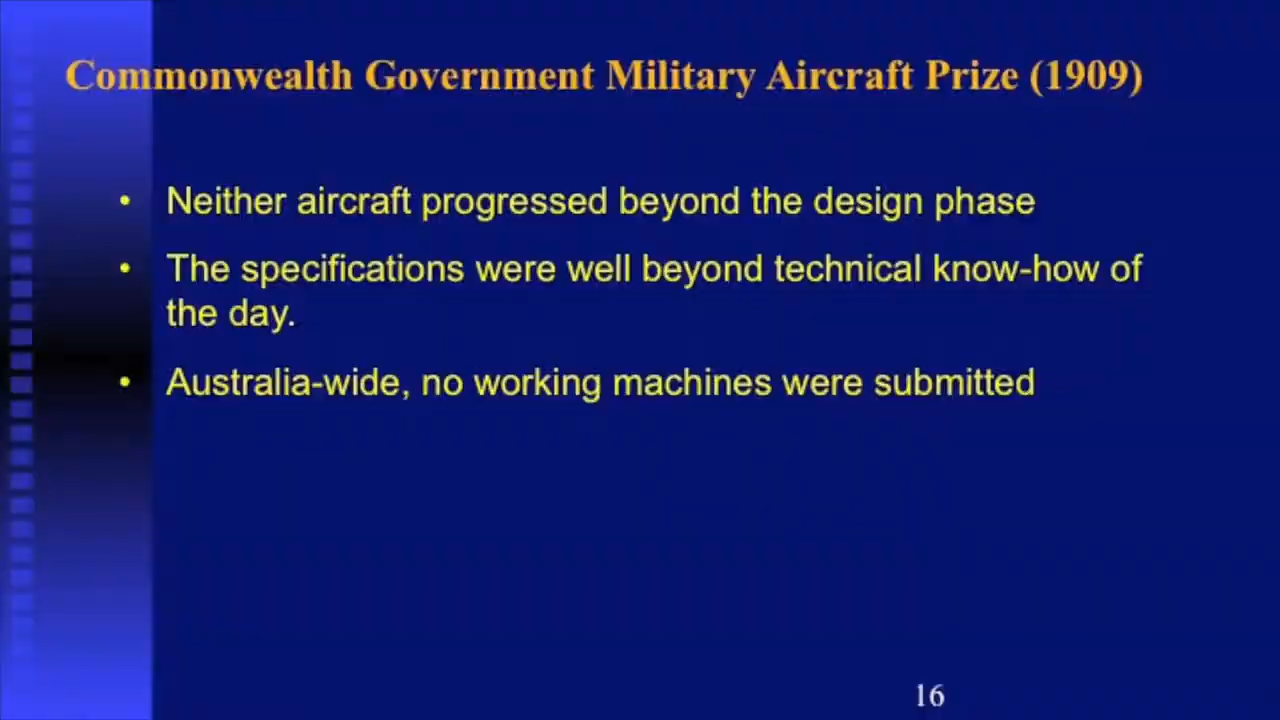 Commonwealth Government Military Aircraft Prize (1909)
• Neither aircraft progressed beyond the design phase
• The specifications were well beyond technical know-how of
the day.
• Australia-wide, no working machines were submitted
16